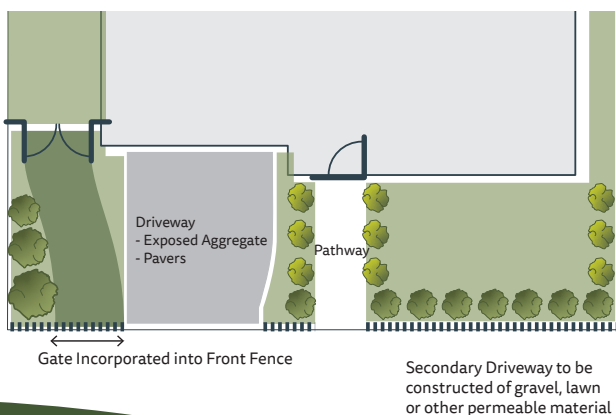 Driveway
- Exposed Aggregate
- Pavers
Pathway
Gate Incorporated into Front Fence
Secondary Driveway to be
constructed of gravel, lawn
or other permeable material